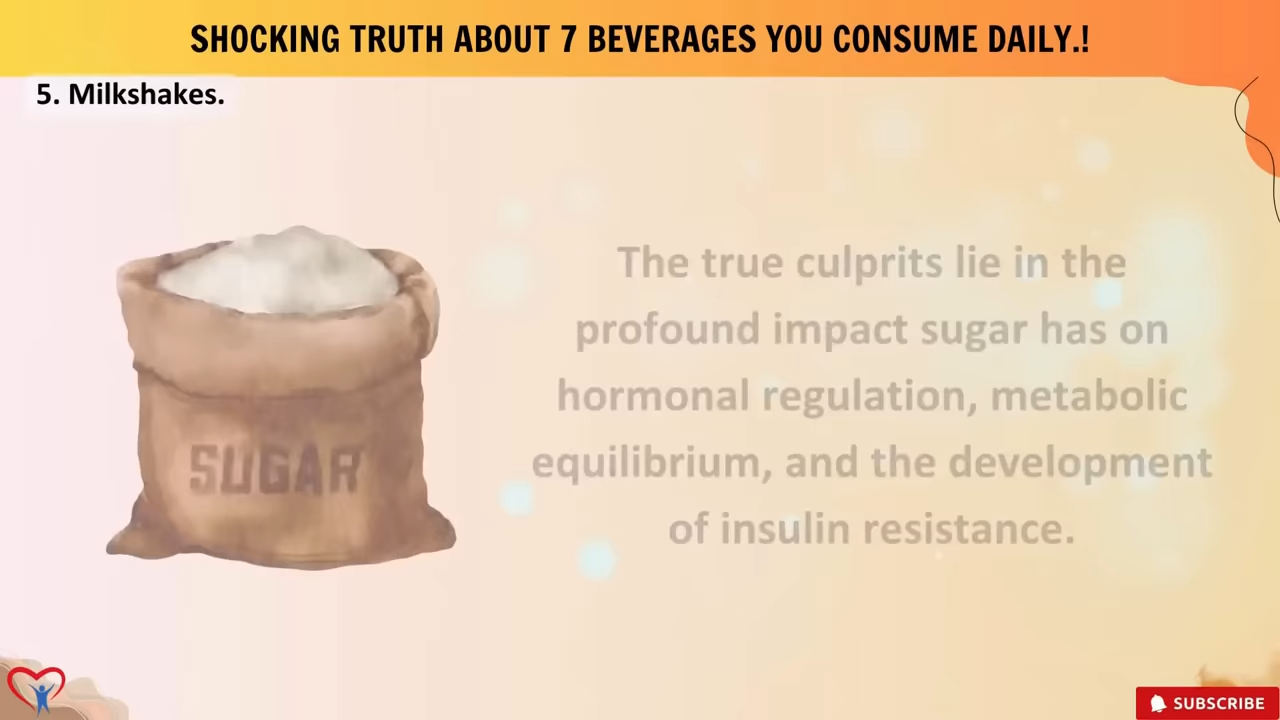 SHOCKING TRUTH ABOUT 7 BEVERAGES YOU CONSUME DAILY.!
5. Milkshakes.
The true culprits lie in the
profound impact sugar has on
hormonal regulation, metabolic
equilibrium, and the development
of insulin resistance.
SUGAR
SUBSCRIBE